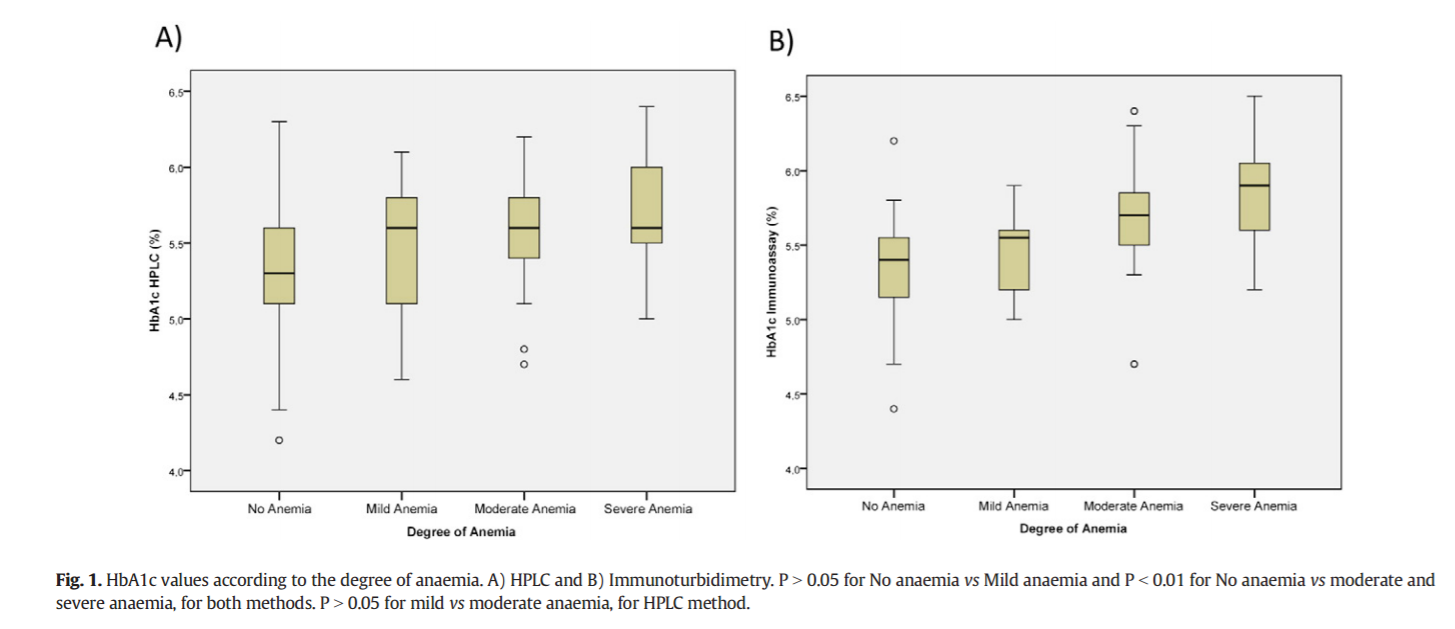 A)
6,5
6,0
5,5
5,0
4,5
4,0
HbA1c HPLC (%)
No Anemia Mild Anemia Moderate Anemia Severe Anemia
Degree of Anemia
B)
6,5
6,0
5,5
5,0
4,5
4,0
HbA1c Immunoassay (%)
No Anemia Mild Anemia Moderate Anemia Severe Anemia
Degree of Anemia
Fig. 1. HbA1c values according to the degree of anaemia. A) HPLC and B) Immunoturbidimetry. P > 0.05 for No anaemia vs Mild anaemia and P < 0.01 for No anaemia vs moderate and
severe anaemia, for both methods. P > 0.05 for mild vs moderate anaemia, for HPLC method.